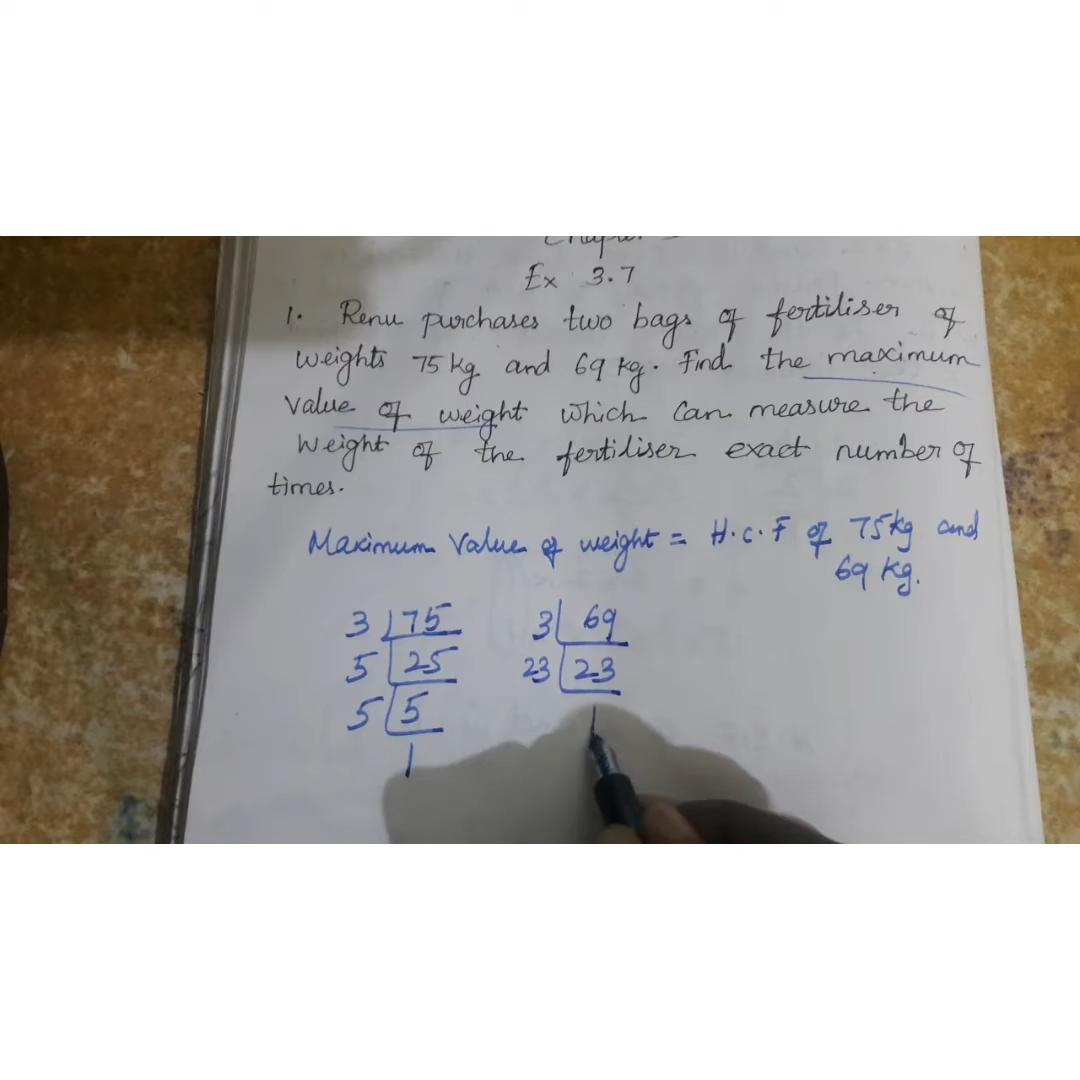 Ex 3.7
1. Renu purchases two bags of fertiliser of
weights 75 kg and 69 kg. Find the maximum
value of weight which can measure the
weight of the fertiliser exact number of
times.
Maximum Value of weight = H.C.F of 75kg and
69 kg.
3 75 3 69
5 25 23 23
5 5 1
1